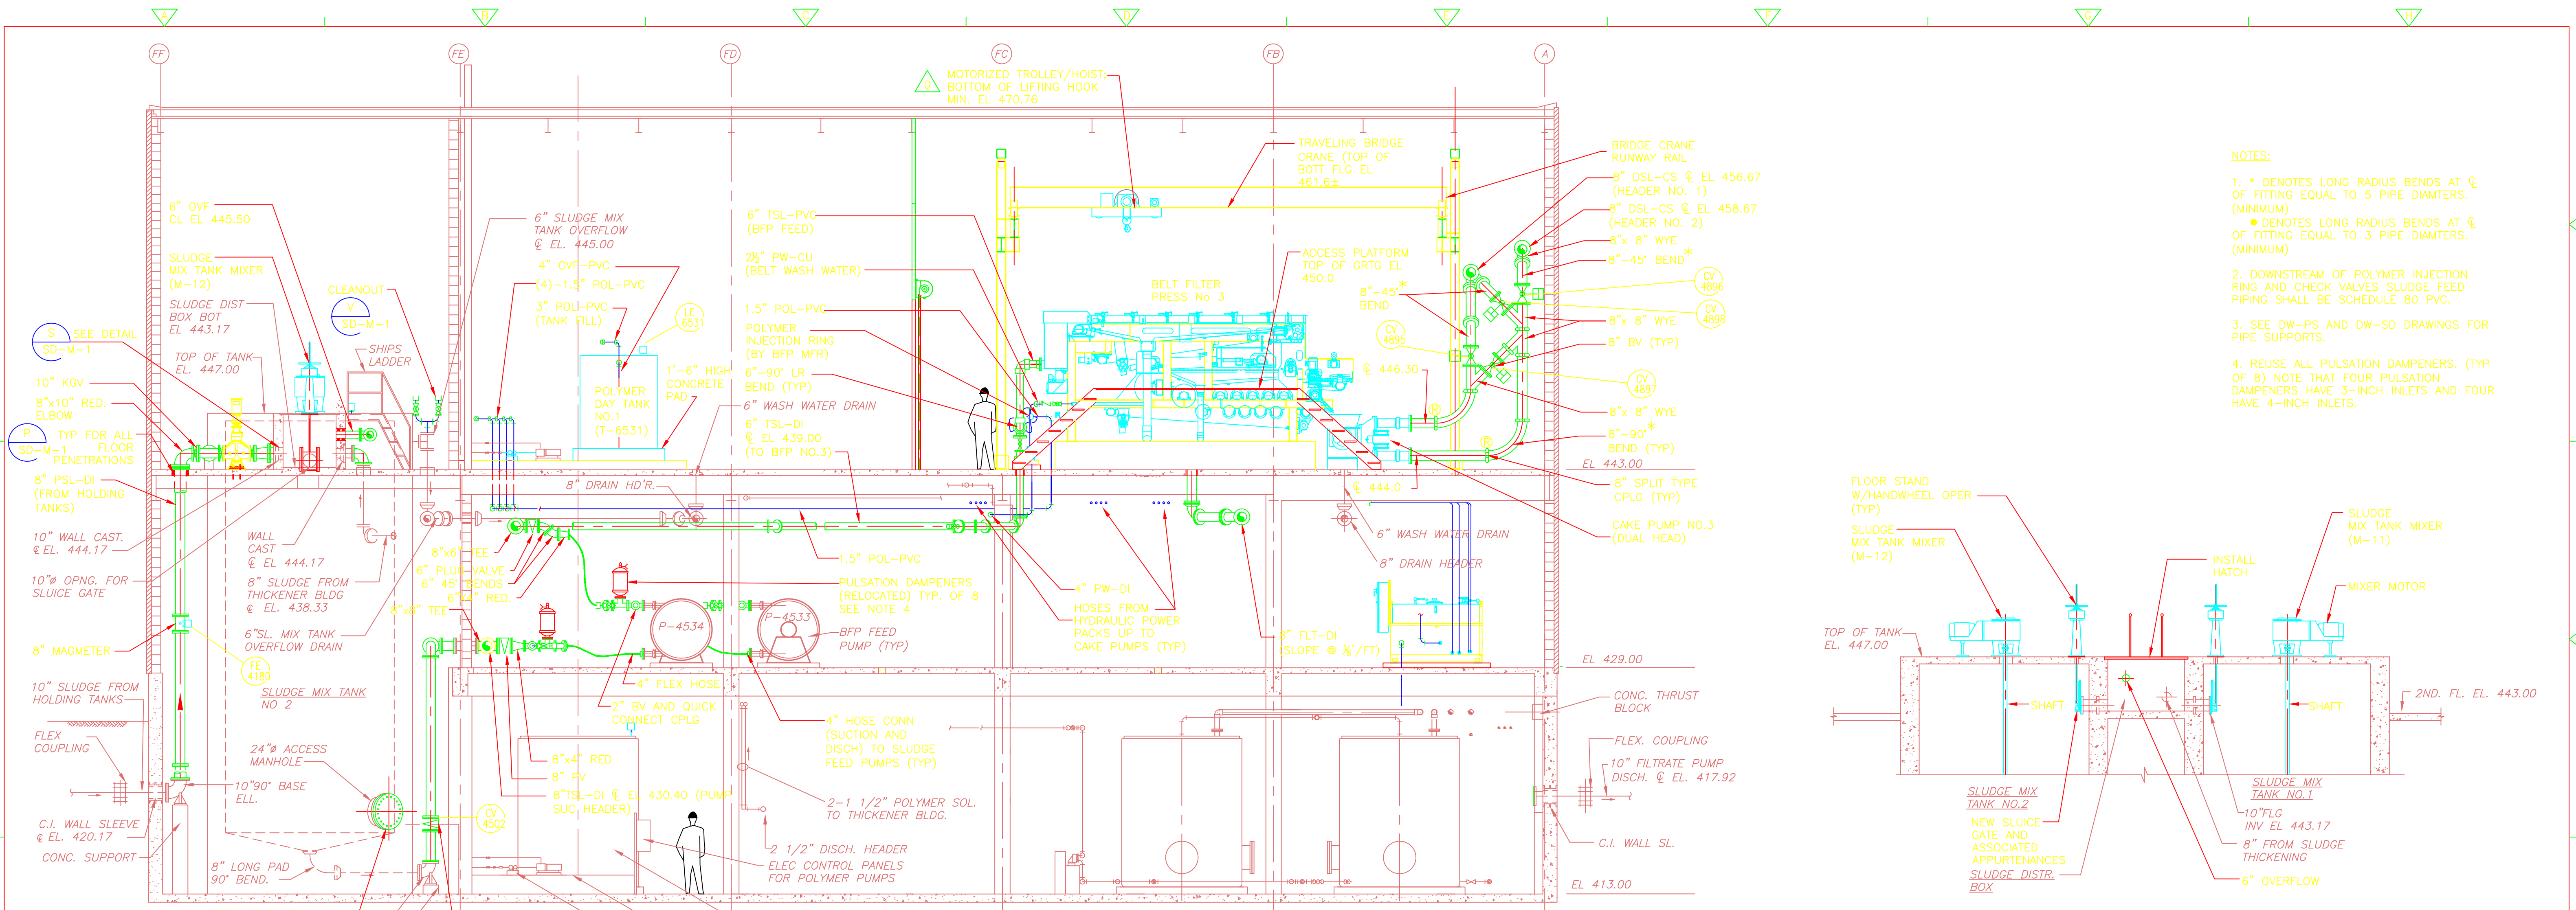 A
B
C
D
E
F
G
H
FF
FE
FD
FC
FB
A
MOTORIZED TROLLEY/HOIST.
BOTTOM OF LIFTING HOOK
MIN. EL 470.76
TRAVELING BRIDGE
CRANE (TOP OF
BOTT FLG EL
461.6±
BRIDGE CRANE
RUNWAY RAIL
8" DSL-CS ℄ EL 456.67
(HEADER NO. 1)
8" DSL-CS ℄ EL 458.67
(HEADER NO. 2)
8"x 8" WYE
8"-45° BEND*
CV
4896
CV
4898
8"x 8" WYE
8" BV (TYP)
CV
8"x 8" WYE
8"-90°*
BEND (TYP)
EL 443.00
8" SPLIT TYPE
CPLG (TYP)
CAKE PUMP NO.3
(DUAL HEAD)
6" OVF
CL EL 445.50
SLUDGE
MIX TANK MIXER
(M-12)
SLUDGE DIST
BOX BOT
EL 443.17
CLEANOUT
Y
SD-M-1
S
SD-M-1
SEE DETAIL
TOP OF TANK
EL. 447.00
SHIPS
LADDER
10" KGV
8"x10" RED.
ELBOW
P
SD-M-1
TYP FOR ALL
FLOOR
PENETRATIONS
8" PSL-DI
(FROM HOLDING
TANKS)
10" WALL CAST.
℄ EL. 444.17
10"ø OPNG. FOR
SLUICE GATE
8" MAGMETER
FE
4180
10" SLUDGE FROM
HOLDING TANKS
FLEX
COUPLING
C.I. WALL SLEEVE
℄ EL. 420.17
CONC. SUPPORT
6" SLUDGE MIX
TANK OVERFLOW
℄ EL. 445.00
4" OVF-PVC
(4)-1.5" POL-PVC
3" POL-PVC
(TANK FILL)
LIT
6531
POLYMER
DAY TANK
NO.1
(T-6531)
1'-6" HIGH
CONCRETE
PAD
6" TSL-PVC
(BFP FEED)
2½" PW-CU
(BELT WASH WATER)
1.5" POL-PVC
POLYMER
INJECTION RING
(BY BFP MFR)
6"-90° LR
BEND (TYP)
6" WASH WATER DRAIN
6" TSL-DI
℄ EL 439.00
(TO BFP NO.3)
BELT FILTER
PRESS No 3
ACCESS PLATFORM
TOP OF GRTG EL
450.0
8"-45°*
BEND
CV
4895
℄ 446.30
℄ 444.0
WALL
CAST
℄ EL 444.17
8" SLUDGE FROM
THICKENER BLDG
℄ EL. 438.33
6"SL. MIX TANK
OVERFLOW DRAIN
SLUDGE MIX TANK
NO 2
24"ø ACCESS
MANHOLE
10"90° BASE
ELL.
8" LONG PAD
90° BEND.
8" DRAIN HD'R.
8"x6" TEE
6" PLUG VALVE
6" 45° BENDS
8"x8" TEE
1.5" POL-PVC
PULSATION DAMPENERS
(RELOCATED) TYP. OF 8
SEE NOTE 4
P-4534
P-4533
BFP FEED
PUMP (TYP)
4" FLEX HOSE
2" BV AND QUICK
CONNECT CPLG
8"x4" RED
8" PV
8"TSL-DI ℄ EL 430.40 (PUMP
SUC HEADER)
CV
4502
4" HOSE CONN
(SUCTION AND
DISCH) TO SLUDGE
FEED PUMPS (TYP)
4" PW-DI
HOSES FROM
HYDRAULIC POWER
PACKS UP TO
CAKE PUMPS (TYP)
8" FLT-DI
(SLOPE @ ⅛"/FT)
6" WASH WATER DRAIN
8" DRAIN HEADER
EL 429.00
CONC. THRUST
BLOCK
FLEX. COUPLING
10" FILTRATE PUMP
DISCH. ℄ EL. 417.92
C.I. WALL SL.
EL 413.00
2-1 1/2" POLYMER SOL.
TO THICKENER BLDG.
2 1/2" DISCH. HEADER
ELEC CONTROL PANELS
FOR POLYMER PUMPS
NOTES:
1. * DENOTES LONG RADIUS BENDS AT ℄
OF FITTING EQUAL TO 5 PIPE DIAMTERS.
(MINIMUM)
● DENOTES LONG RADIUS BENDS AT ℄
OF FITTING EQUAL TO 3 PIPE DIAMTERS.
(MINIMUM)
2. DOWNSTREAM OF POLYMER INJECTION
RING AND CHECK VALVES SLUDGE FEED
PIPING SHALL BE SCHEDULE 80 PVC.
3. SEE DW-PS AND DW-SD DRAWINGS FOR
PIPE SUPPORTS.
4. REUSE ALL PULSATION DAMPENERS. (TYP
OF 8) NOTE THAT FOUR PULSATION
DAMPENERS HAVE 3-INCH INLETS AND FOUR
HAVE 4-INCH INLETS.
FLOOR STAND
W/HANDWHEEL OPER
(TYP)
SLUDGE
MIX TANK MIXER
(M-12)
TOP OF TANK
EL. 447.00
INSTALL
HATCH
SLUDGE
MIX TANK MIXER
(M-11)
MIXER MOTOR
2ND. FL. EL. 443.00
SHAFT
SHAFT
SLUDGE MIX
TANK NO.2
SLUDGE MIX
TANK NO.1
NEW SLUICE
GATE AND
ASSOCIATED
APPURTENANCES
SLUDGE DISTR.
BOX
10"FLG
INV EL 443.17
8" FROM SLUDGE
THICKENING
6" OVERFLOW